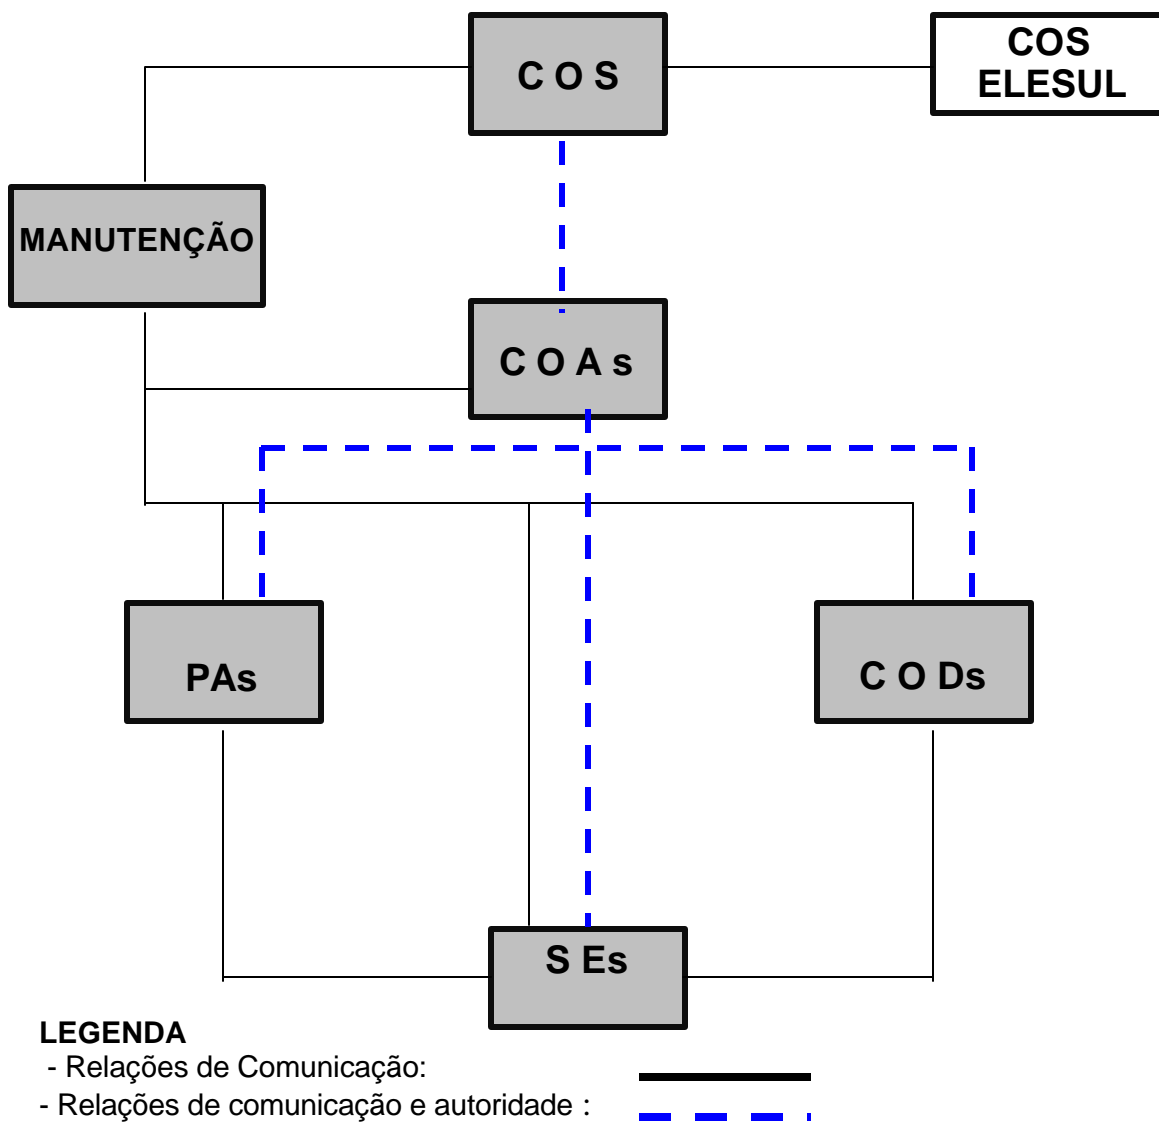 C O S
COS
ELESUL
MANUTENÇÃO
C O A s
PAs
C O Ds
S Es
LEGENDA
- Relações de Comunicação:
- Relações de comunicação e autoridade :